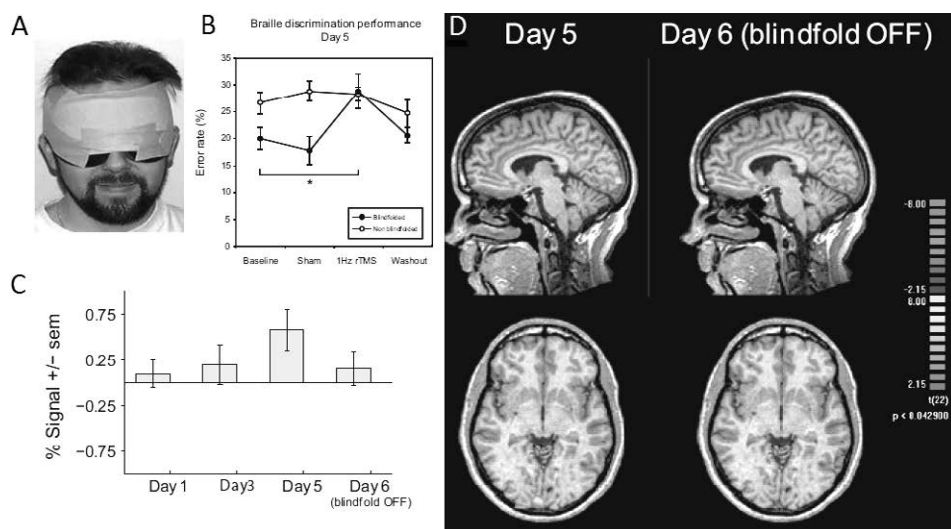 A
B
Braille discrimination performance
Day 5
Error rate (%)
35
30
25
20
15
10
5
0
*
Blindfolded
Non blindfolded
Baseline Sham 1Hz rTMS Washout
C
% Signal +/− sem
0.75
0.25
−0.25
−0.75
Day 1 Day3 Day 5 Day 6
(blindfold OFF)
D
Day 5 Day 6 (blindfold OFF)
-8.00
-2.15
8.00
2.15
t(22)
p < 0.042900